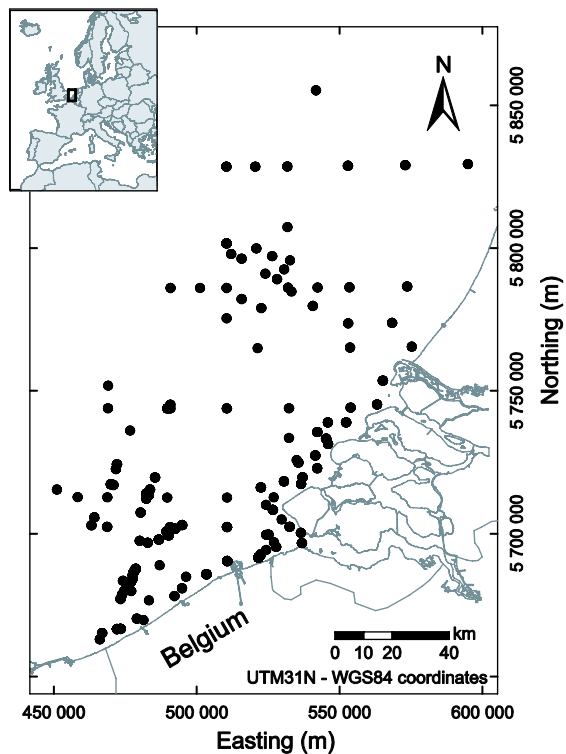 N
5 850 000
5 800 000
5 750 000
5 700 000
Northing (m)
Belgium
km
0 10 20 40
UTM31N - WGS84 coordinates
450 000 500 000 550 000 600 000
Easting (m)